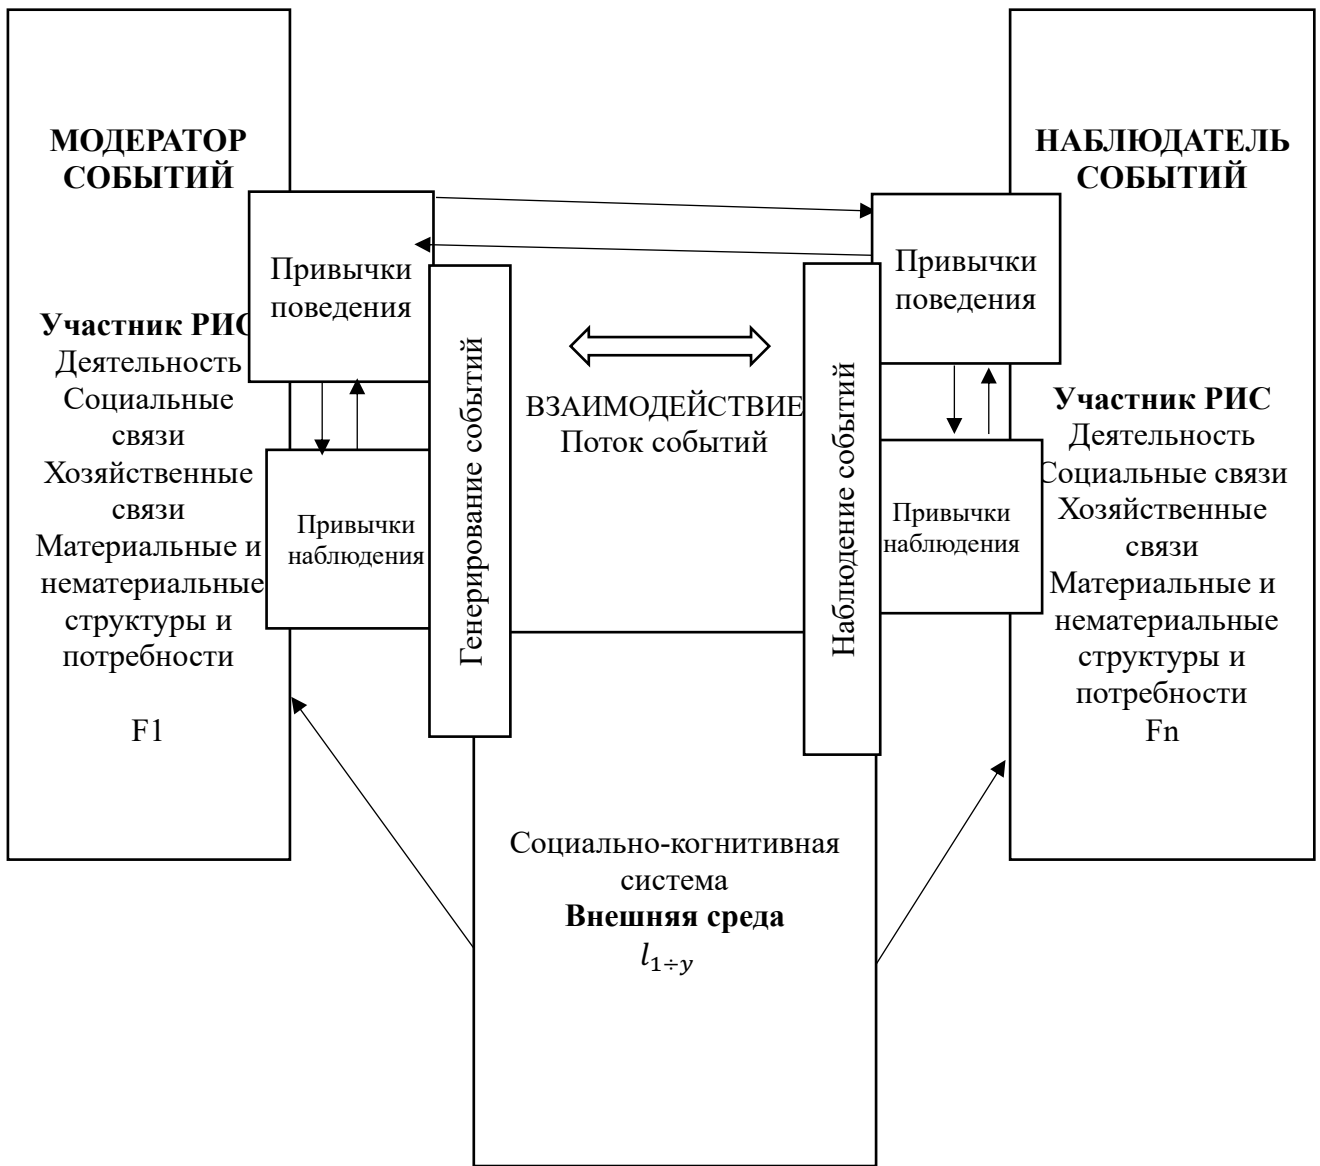 МОДЕРАТОР
СОБЫТИЙ
Участник РИС
Деятельность
Социальные
связи
Хозяйственные
связи
Материальные и
нематериальные
структуры и
потребности
F1
Привычки
поведения
Привычки
наблюдения
Генерирование событий
ВЗАИМОДЕЙСТВИЕ
Поток событий
Наблюдение событий
Привычки
поведения
Привычки
наблюдения
НАБЛЮДАТЕЛЬ
СОБЫТИЙ
Участник РИС
Деятельность
Социальные связи
Хозяйственные
связи
Материальные и
нематериальные
структуры и
потребности
Fn
Социально-когнитивная
система
Внешняя среда
l₁÷y